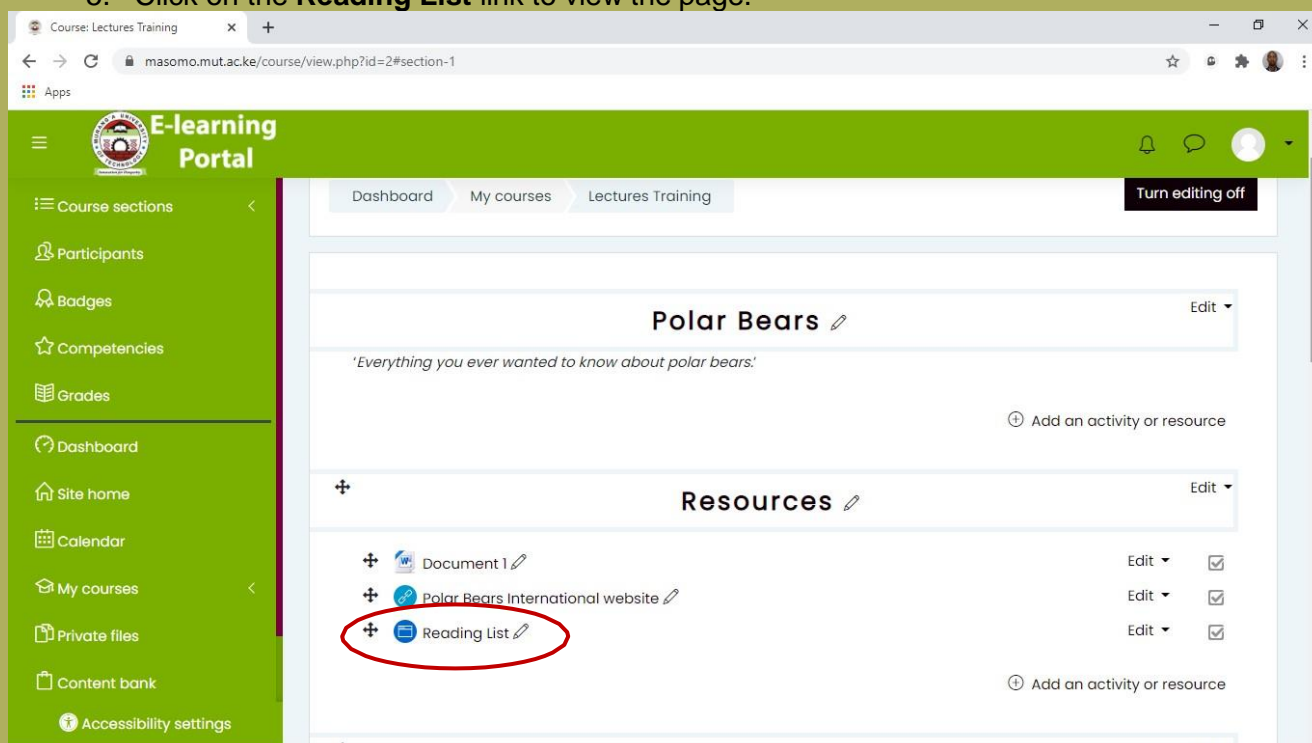 Click on the Reading List link to view the page.
Course: Lectures Training
masomo.mut.ac.ke/course/view.php?id=2#section-1
Apps
E-learning
Portal
Dashboard My courses Lectures Training
Turn editing off
Course sections
Participants
Badges
Competencies
Grades
Dashboard
Site home
Calendar
My courses
Private files
Content bank
Accessibility settings
Polar Bears
Edit
'Everything you ever wanted to know about polar bears.'
Add an activity or resource
Resources
Edit
Document 1 Edit
Polar Bears International website Edit
Reading List Edit
Add an activity or resource